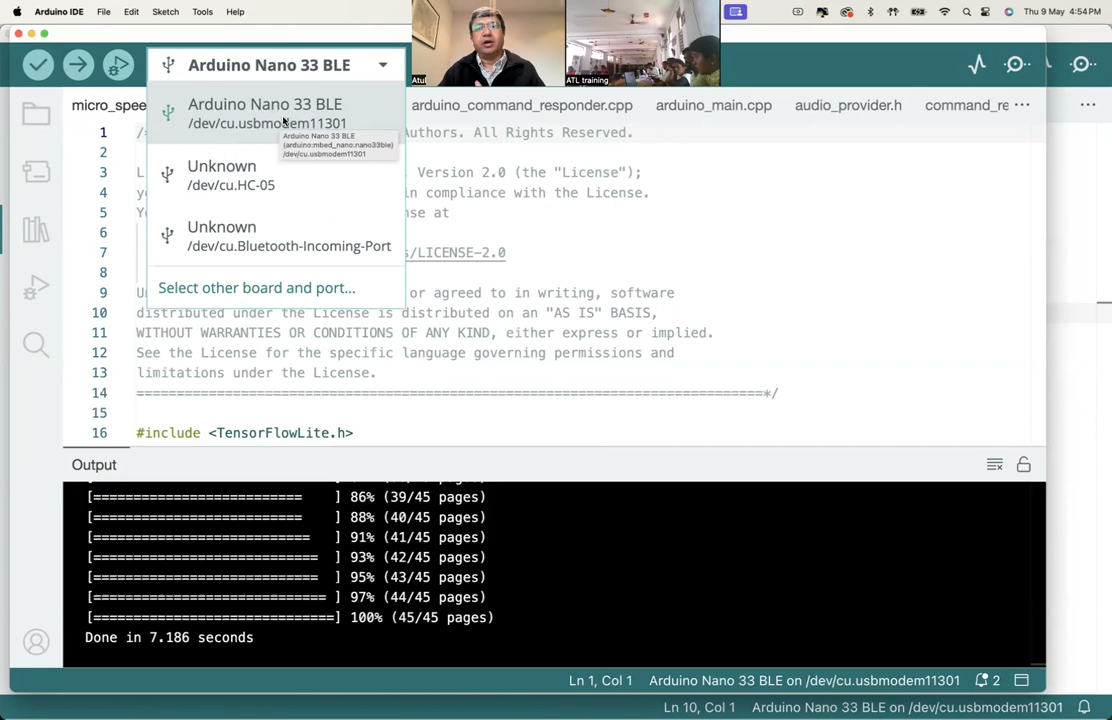 Arduino IDE File Edit Sketch Tools Help
Thu 9 May 4:54PM
Atul
ATL training
Arduino Nano 33 BLE
Arduino Nano 33 BLE
/dev/cu.usbmodem11301
Arduino Nano 33 BLE
(arduino:mbed_nano:nano33ble)
/dev/cu.usbmodem11301
Unknown
/dev/cu.HC-05
Unknown
/dev/cu.Bluetooth-Incoming-Port
Select other board and port...
micro_spee arduino_command_responder.cpp arduino_main.cpp audio_provider.h command_re ...
...
1 /* Authors. All Rights Reserved.
2
3 L Version 2.0 (the "License");
4 yo in compliance with the License.
5 Yo nse at
6
7 s/LICENSE-2.0
8
9 Un or agreed to in writing, software
10 distributed under the License is distributed on an "AS IS" BASIS,
11 WITHOUT WARRANTIES OR CONDITIONS OF ANY KIND, either express or implied.
12 See the License for the specific language governing permissions and
13 limitations under the License.
14 ==============================================================================*/
15
16 #include <TensorFlowLite.h>
Output
[========================== ] 86% (39/45 pages)
[========================== ] 88% (40/45 pages)
[=========================== ] 91% (41/45 pages)
[============================ ] 93% (42/45 pages)
[============================ ] 95% (43/45 pages)
[============================= ] 97% (44/45 pages)
[==============================] 100% (45/45 pages)
Done in 7.186 seconds
Ln 1, Col 1 Arduino Nano 33 BLE on /dev/cu.usbmodem11301 2
Ln 10, Col 1 Arduino Nano 33 BLE on /dev/cu.usbmodem11301